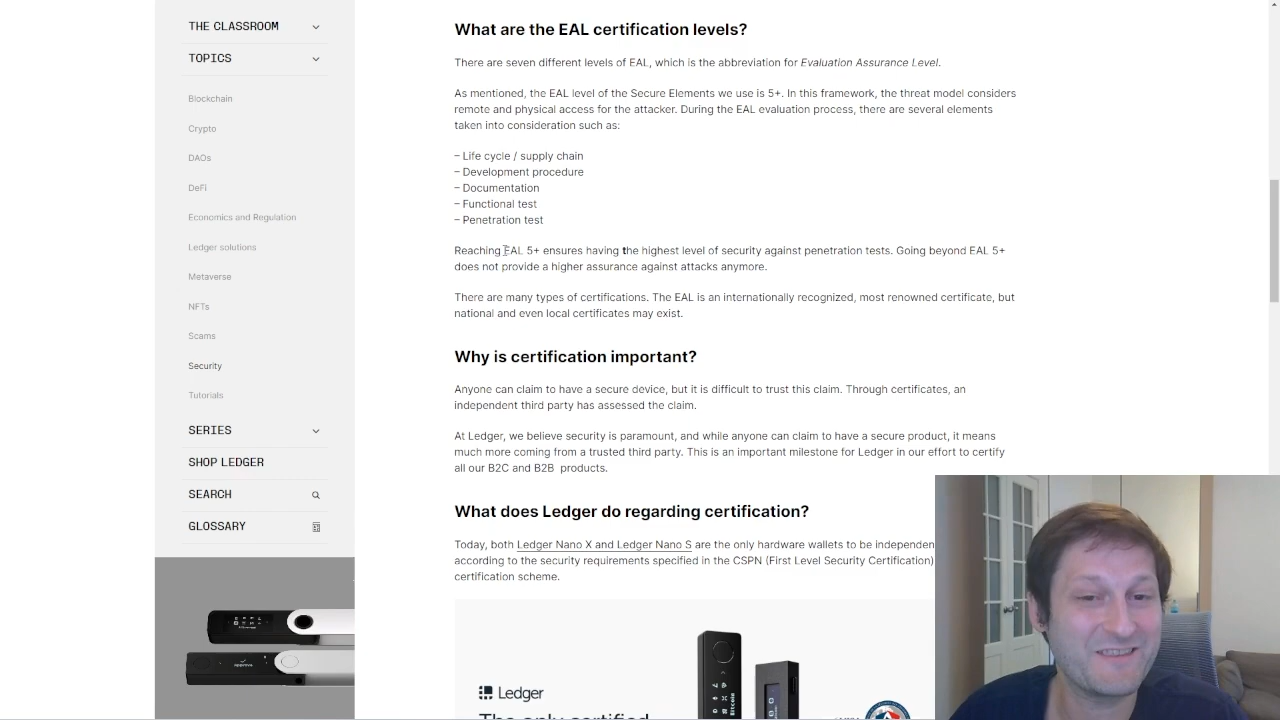 THE CLASSROOM
TOPICS
Blockchain
Crypto
DAOs
DeFi
Economics and Regulation
Ledger solutions
Metaverse
NFTs
Scams
Security
Tutorials
SERIES
SHOP LEDGER
SEARCH
GLOSSARY
What are the EAL certification levels?
There are seven different levels of EAL, which is the abbreviation for Evaluation Assurance Level.
As mentioned, the EAL level of the Secure Elements we use is 5+. In this framework, the threat model considers
remote and physical access for the attacker. During the EAL evaluation process, there are several elements
taken into consideration such as:
– Life cycle / supply chain
– Development procedure
– Documentation
– Functional test
– Penetration test
Reaching EAL 5+ ensures having the highest level of security against penetration tests. Going beyond EAL 5+
does not provide a higher assurance against attacks anymore.
There are many types of certifications. The EAL is an internationally recognized, most renowned certificate, but
national and even local certificates may exist.
Why is certification important?
Anyone can claim to have a secure device, but it is difficult to trust this claim. Through certificates, an
independent third party has assessed the claim.
At Ledger, we believe security is paramount, and while anyone can claim to have a secure product, it means
much more coming from a trusted third party. This is an important milestone for Ledger in our effort to certify
all our B2C and B2B products.
What does Ledger do regarding certification?
Today, both Ledger Nano X and Ledger Nano S are the only hardware wallets to be independen
according to the security requirements specified in the CSPN (First Level Security Certification)
certification scheme.
Ledger
The only certified
Bitcoin